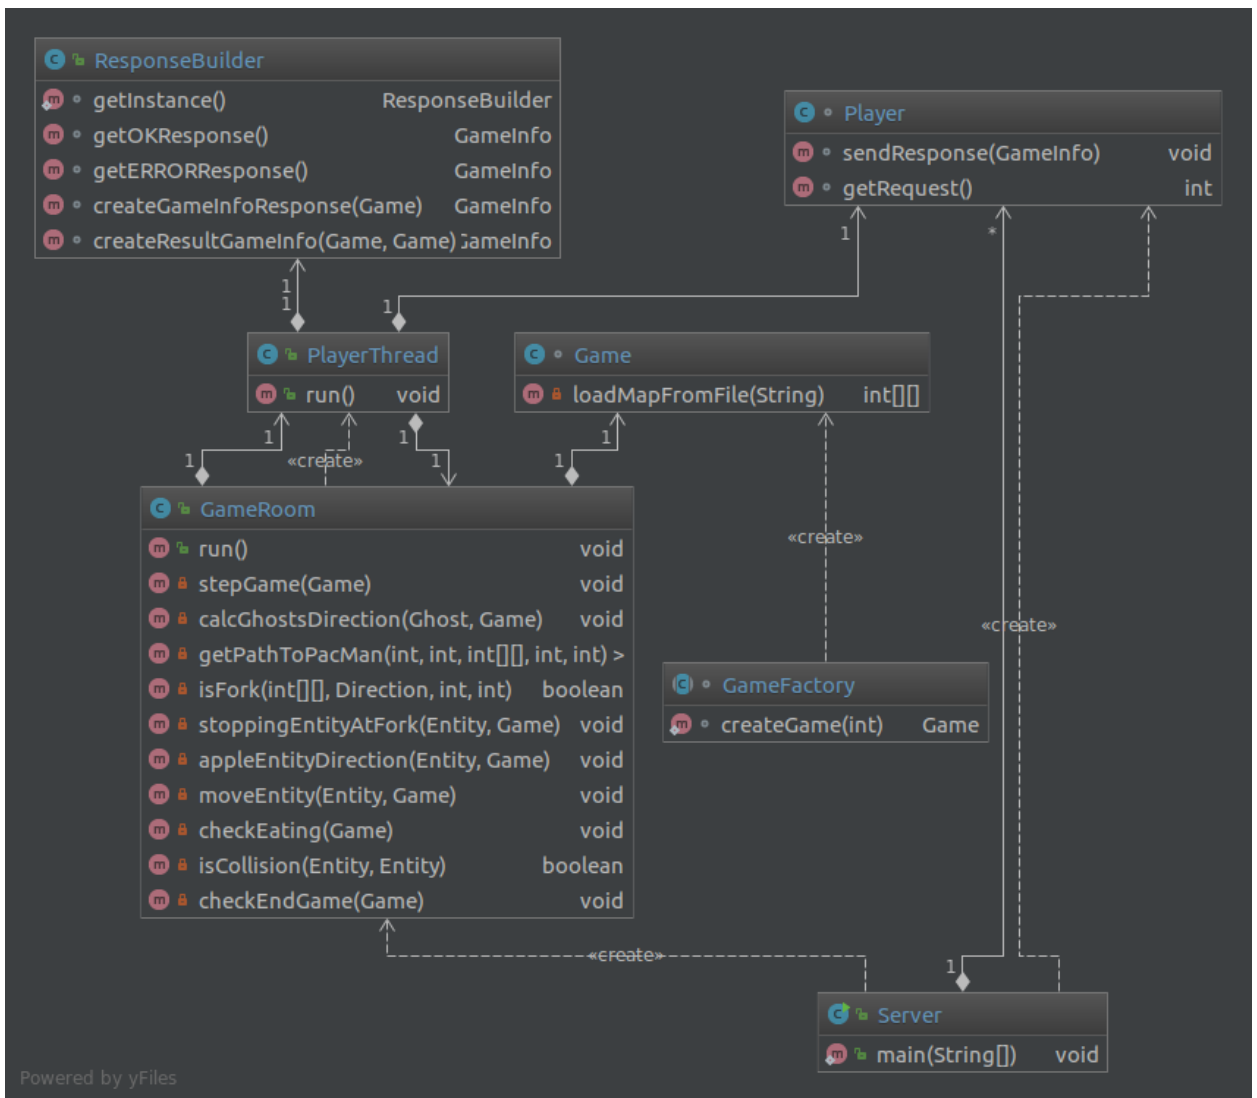 ResponseBuilder
getInstance() ResponseBuilder
getOKResponse() GameInfo
getERRORResponse() GameInfo
createGameInfoResponse(Game) GameInfo
createResultGameInfo(Game, Game) GameInfo
Player
sendResponse(GameInfo) void
getRequest() int
1
1
1
1
*
PlayerThread
run() void
Game
loadMapFromFile(String) int[][]
1
1
«create»
1
1
1
1
GameRoom
run() void
stepGame(Game) void
calcGhostsDirection(Ghost, Game) void
getPathToPacMan(int, int, int[][], int, int) >
isFork(int[][], Direction, int, int) boolean
stoppingEntityAtFork(Entity, Game) void
appleEntityDirection(Entity, Game) void
moveEntity(Entity, Game) void
checkEating(Game) void
isCollision(Entity, Entity) boolean
checkEndGame(Game) void
«create»
«create»
GameFactory
createGame(int) Game
«create»
1
Server
main(String[]) void
Powered by yFiles